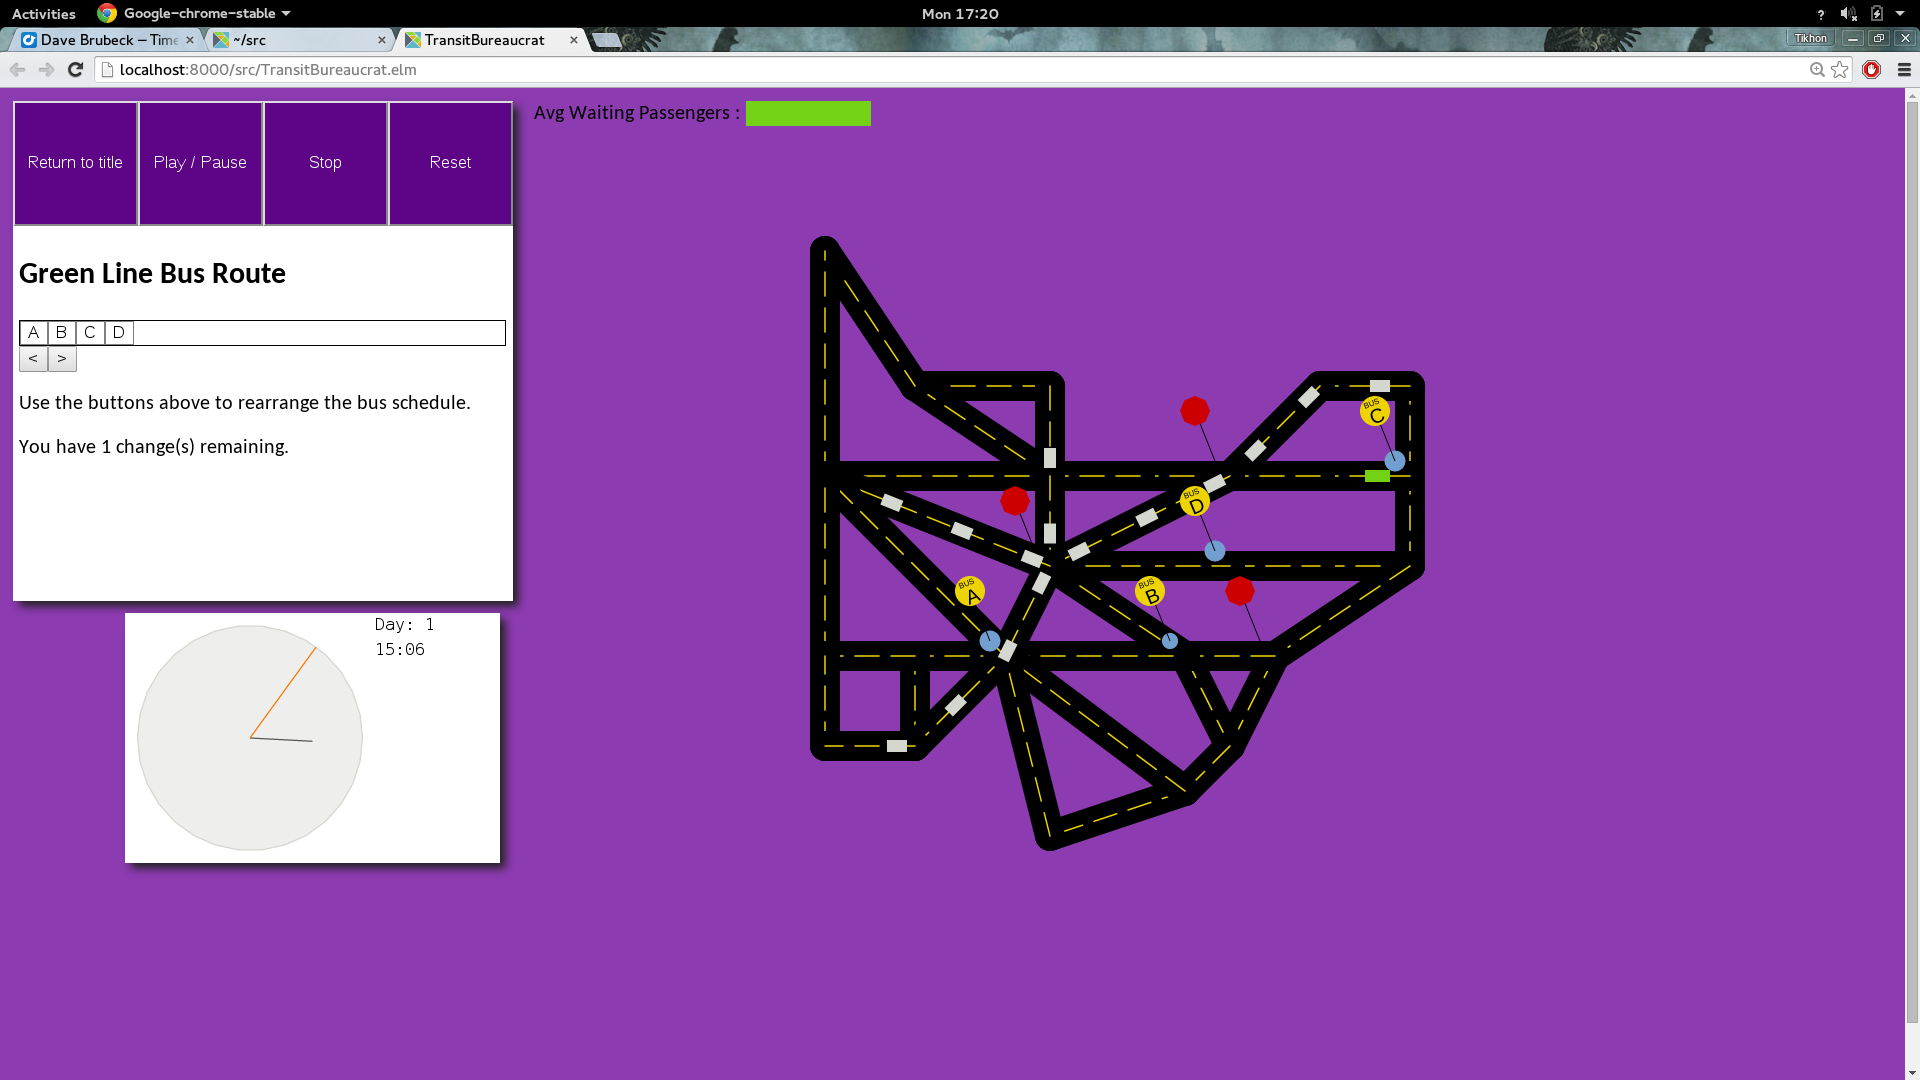 Activities
Google-chrome-stable
Mon 17:20
?
Dave Brubeck – Time
~/src
TransitBureaucrat
Tikhon
localhost:8000/src/TransitBureaucrat.elm
Return to title
Play / Pause
Stop
Reset
Avg Waiting Passengers :
Green Line Bus Route
A B C D
< >
Use the buttons above to rearrange the bus schedule.
You have 1 change(s) remaining.
Day: 1
15:06
BUS
C
BUS
D
BUS
A
BUS
B